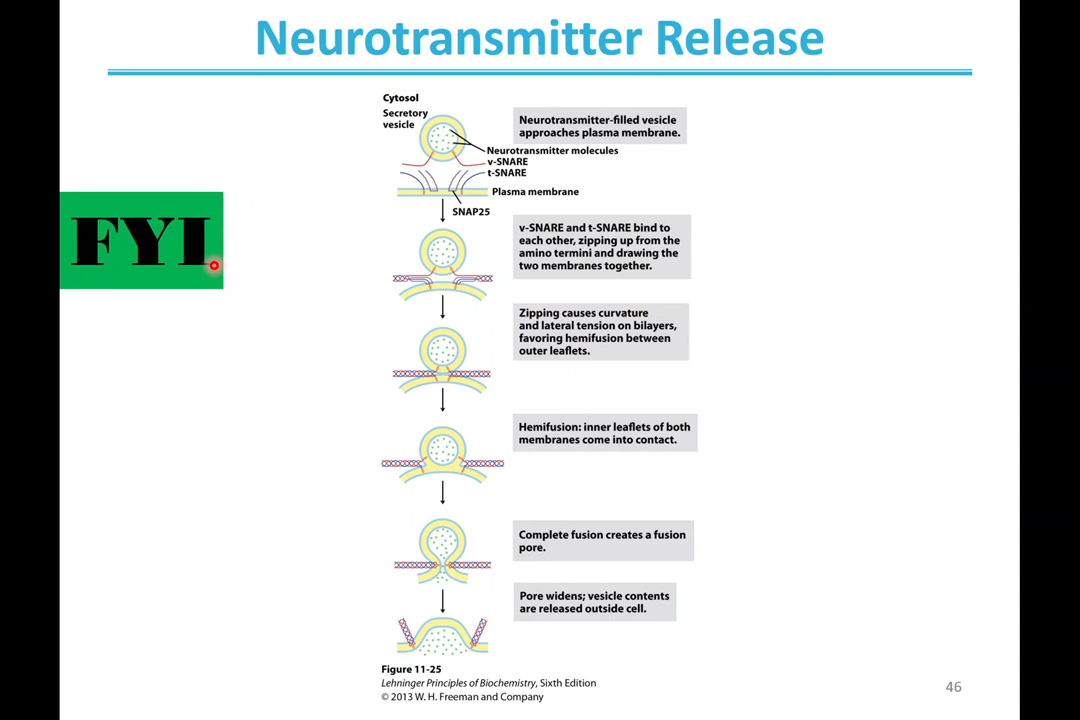 Neurotransmitter Release
FYI.
Cytosol
Secretory
vesicle
Neurotransmitter-filled vesicle
approaches plasma membrane.
Neurotransmitter molecules
v-SNARE
t-SNARE
Plasma membrane
SNAP25
v-SNARE and t-SNARE bind to
each other, zipping up from the
amino termini and drawing the
two membranes together.
Zipping causes curvature
and lateral tension on bilayers,
favoring hemifusion between
outer leaflets.
Hemifusion: inner leaflets of both
membranes come into contact.
Complete fusion creates a fusion
pore.
Pore widens; vesicle contents
are released outside cell.
Figure 11-25
Lehninger Principles of Biochemistry, Sixth Edition
© 2013 W. H. Freeman and Company
46